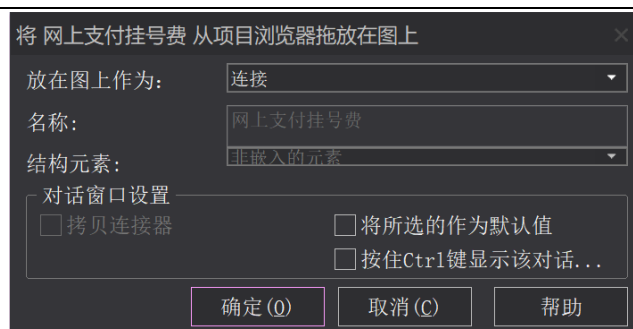 将 网上支付挂号费 从项目浏览器拖放在图上
放在图上作为: 连接
名称: 网上支付挂号费
结构元素: 非嵌入的元素
对话窗口设置
拷贝连接器 将所选的作为默认值
按住Ctrl键显示该对话...
确定(O) 取消(C) 帮助